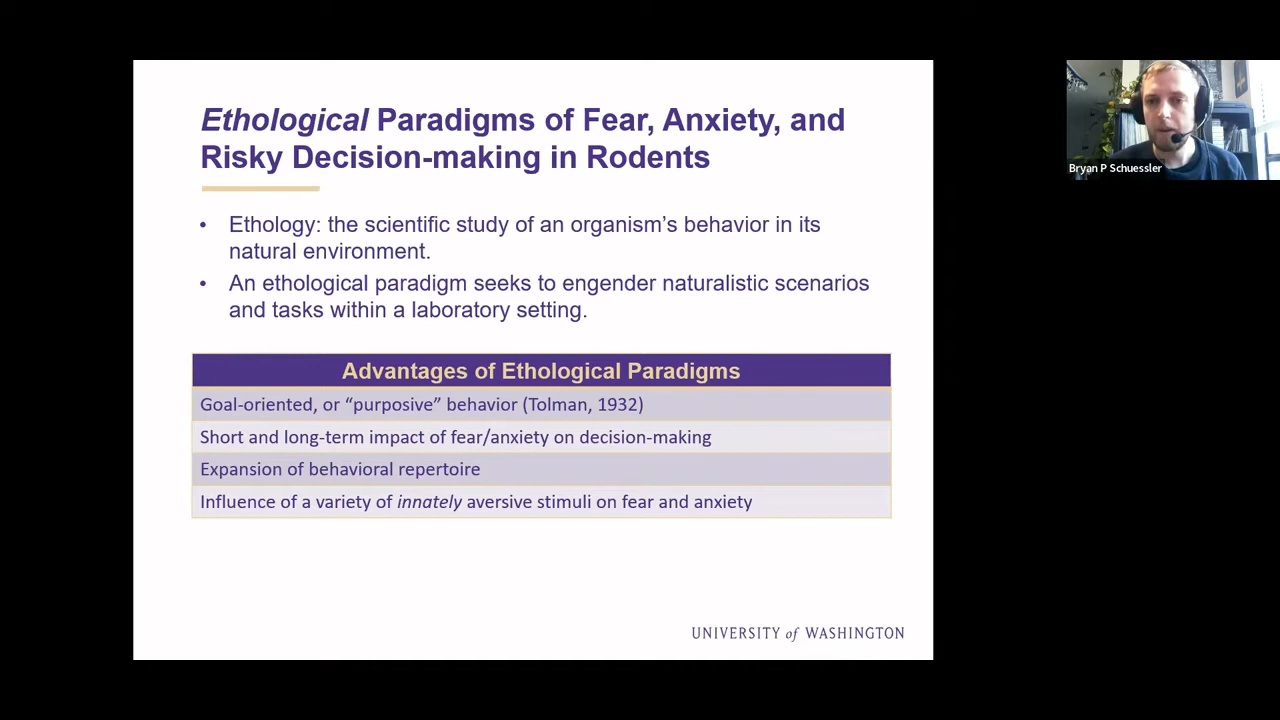 Ethological Paradigms of Fear, Anxiety, and
Risky Decision-making in Rodents
• Ethology: the scientific study of an organism’s behavior in its
natural environment.
• An ethological paradigm seeks to engender naturalistic scenarios
and tasks within a laboratory setting.
Advantages of Ethological Paradigms
Goal-oriented, or “purposive” behavior (Tolman, 1932)
Short and long-term impact of fear/anxiety on decision-making
Expansion of behavioral repertoire
Influence of a variety of innately aversive stimuli on fear and anxiety
UNIVERSITY of WASHINGTON
Bryan P Schuessler